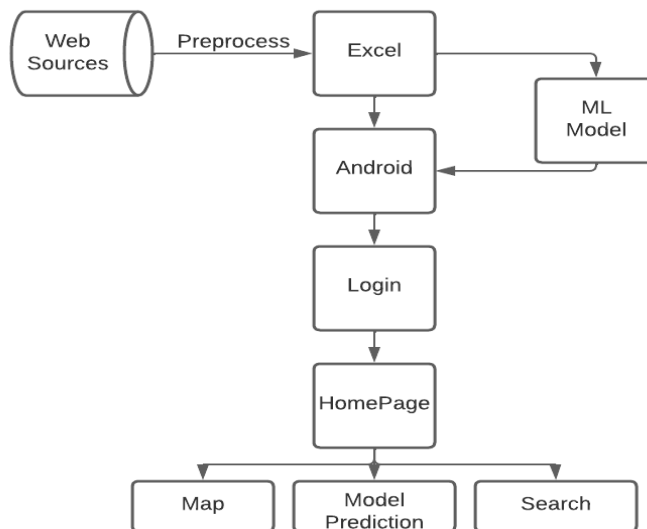 Web
Sources
Preprocess
Excel
ML
Model
Android
Login
HomePage
Map
Model
Prediction
Search